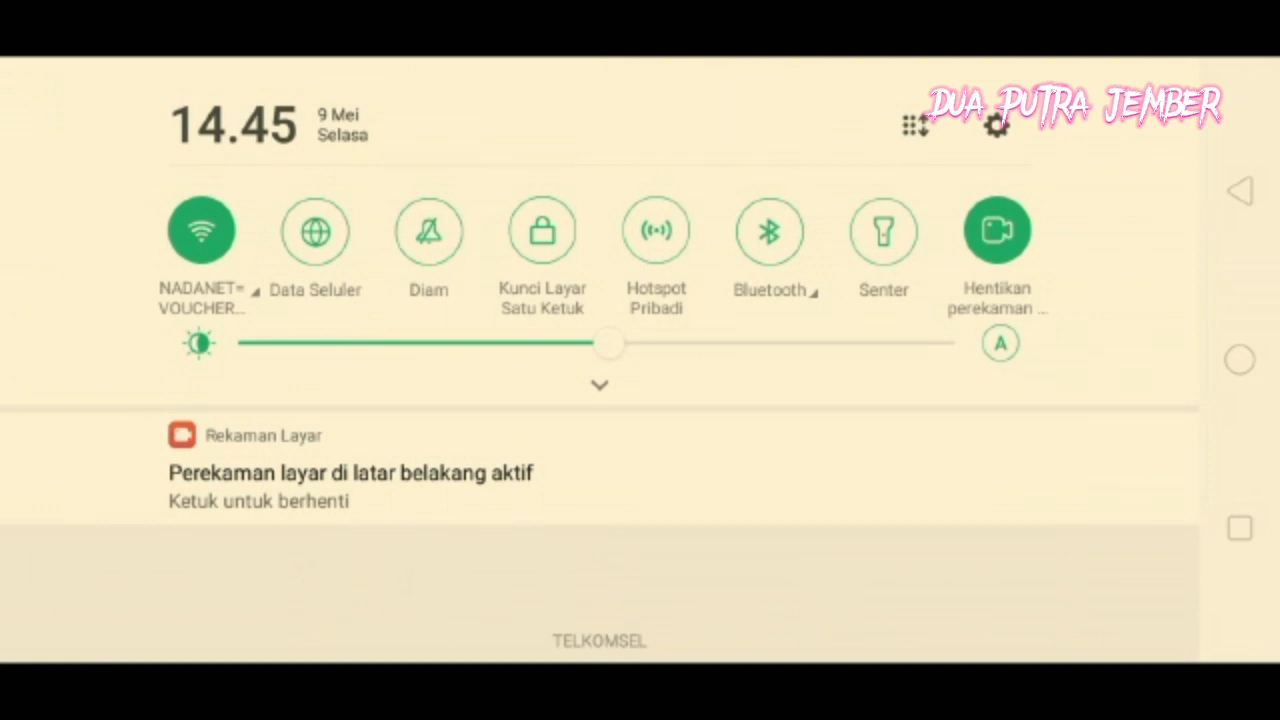 DUA PUTRA JEMBER
14.45
9 Mei
Selasa
NADANET=
VOUCHER...
Data Seluler
Diam
Kunci Layar
Satu Ketuk
Hotspot
Pribadi
Bluetooth
Senter
Hentikan
perekaman ...
A
Rekaman Layar
Perekaman layar di latar belakang aktif
Ketuk untuk berhenti
TELKOMSEL